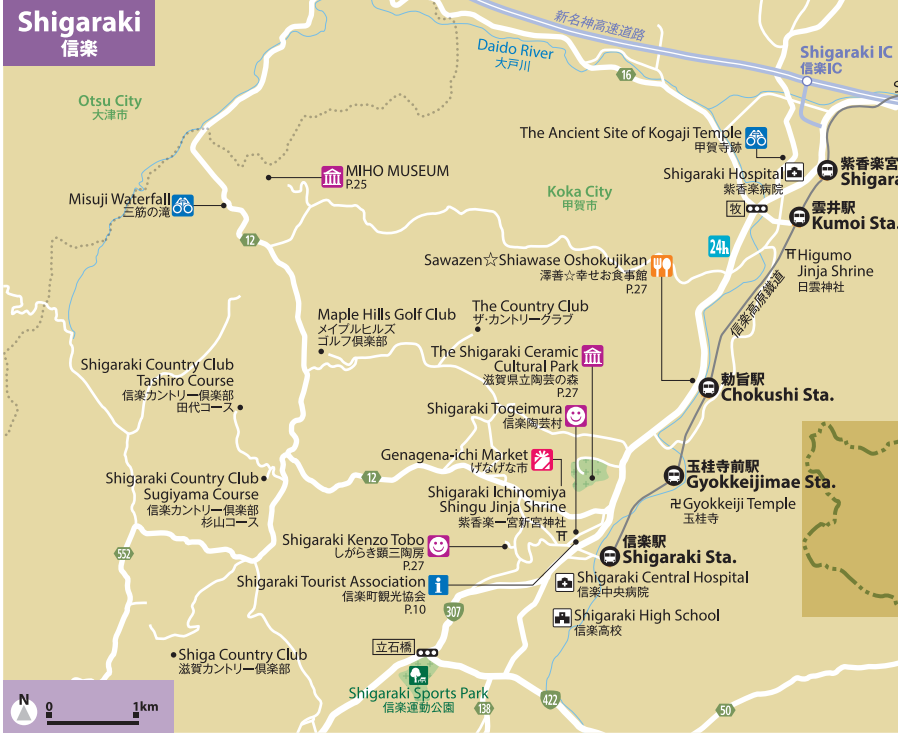 Shigaraki
信楽
新名神高速道路
Daido River
大戸川
Shigaraki IC
信楽IC
16
Otsu City
大津市
The Ancient Site of Kogaji Temple
甲賀寺跡
MIHO MUSEUM
P.25
Shigaraki Hospital
紫香楽病院
紫香楽宮
Shigara
Koka City
甲賀市
Misuji Waterfall
三筋の滝
牧
雲井駅
Kumoi Sta.
12
24h
Sawazen☆Shiawase Oshokujikan
澤善☆幸せお食事館
P.27
Higumo
Jinja Shrine
日雲神社
信楽高原鐵道
Maple Hills Golf Club
メイプルヒルズ
ゴルフ倶楽部
The Country Club
ザ・カントリークラブ
The Shigaraki Ceramic
Cultural Park
滋賀県立陶芸の森
P.27
Shigaraki Country Club
Tashiro Course
信楽カントリー倶楽部
田代コース
勅旨駅
Chokushi Sta.
Shigaraki Togeimura
信楽陶芸村
Genagena-ichi Market
げなげな市
玉桂寺前駅
Gyokkeijimae Sta.
Shigaraki Country Club
Sugiyama Course
信楽カントリー倶楽部
杉山コース
12
Shigaraki Ichinomiya
Shingu Jinja Shrine
紫香楽一宮新宮神社
卍Gyokkeiji Temple
玉桂寺
Shigaraki Kenzo Tobo
しがらき顕三陶房
P.27
信楽駅
Shigaraki Sta.
552
Shigaraki Tourist Association
信楽町観光協会
P.10
i
Shigaraki Central Hospital
信楽中央病院
307
Shigaraki High School
信楽高校
立石橋
Shiga Country Club
滋賀カントリー倶楽部
Shigaraki Sports Park
信楽運動公園
422
138
50
N
0 1km